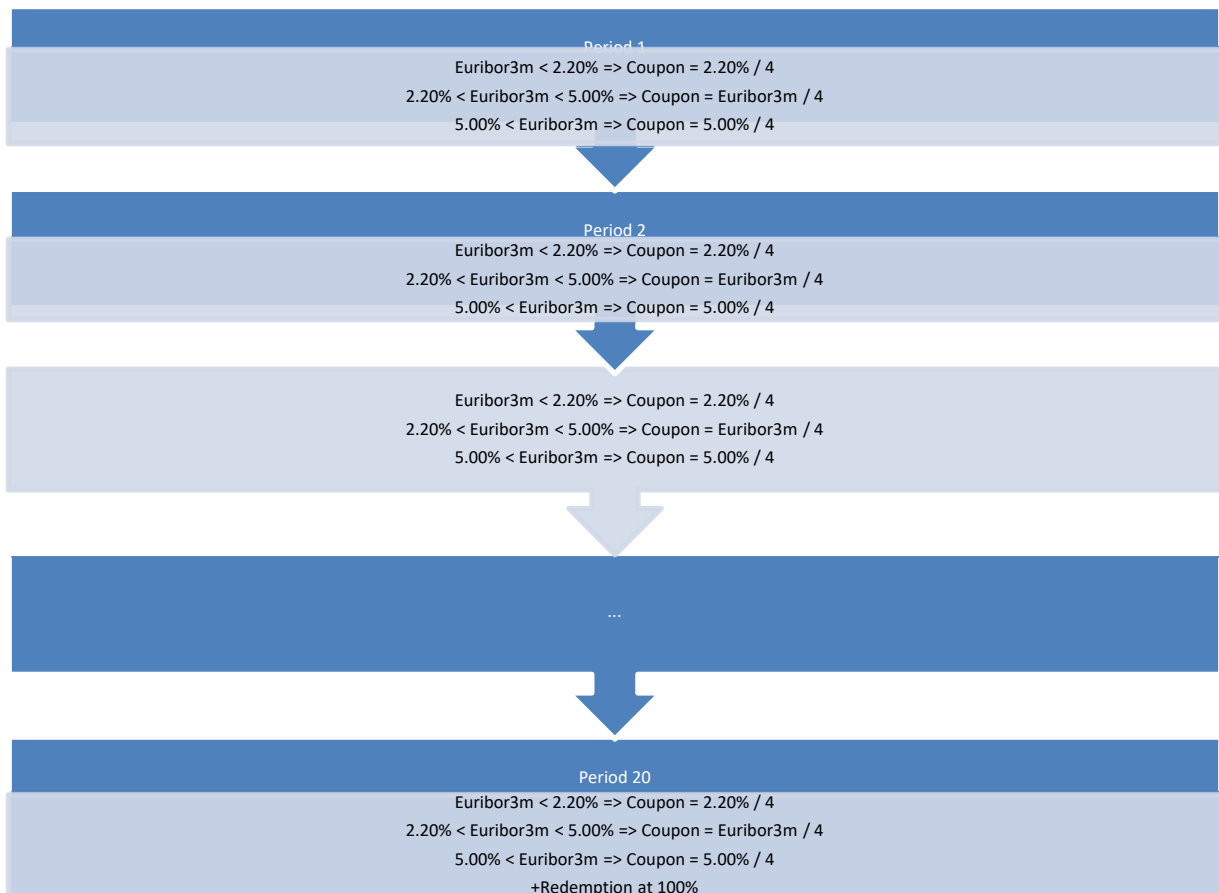 Period 1
Euribor3m < 2.20% => Coupon = 2.20% / 4
2.20% < Euribor3m < 5.00% => Coupon = Euribor3m / 4
5.00% < Euribor3m => Coupon = 5.00% / 4
Period 2
Euribor3m < 2.20% => Coupon = 2.20% / 4
2.20% < Euribor3m < 5.00% => Coupon = Euribor3m / 4
5.00% < Euribor3m => Coupon = 5.00% / 4
Euribor3m < 2.20% => Coupon = 2.20% / 4
2.20% < Euribor3m < 5.00% => Coupon = Euribor3m / 4
5.00% < Euribor3m => Coupon = 5.00% / 4
...
Period 20
Euribor3m < 2.20% => Coupon = 2.20% / 4
2.20% < Euribor3m < 5.00% => Coupon = Euribor3m / 4
5.00% < Euribor3m => Coupon = 5.00% / 4
+Redemption at 100%